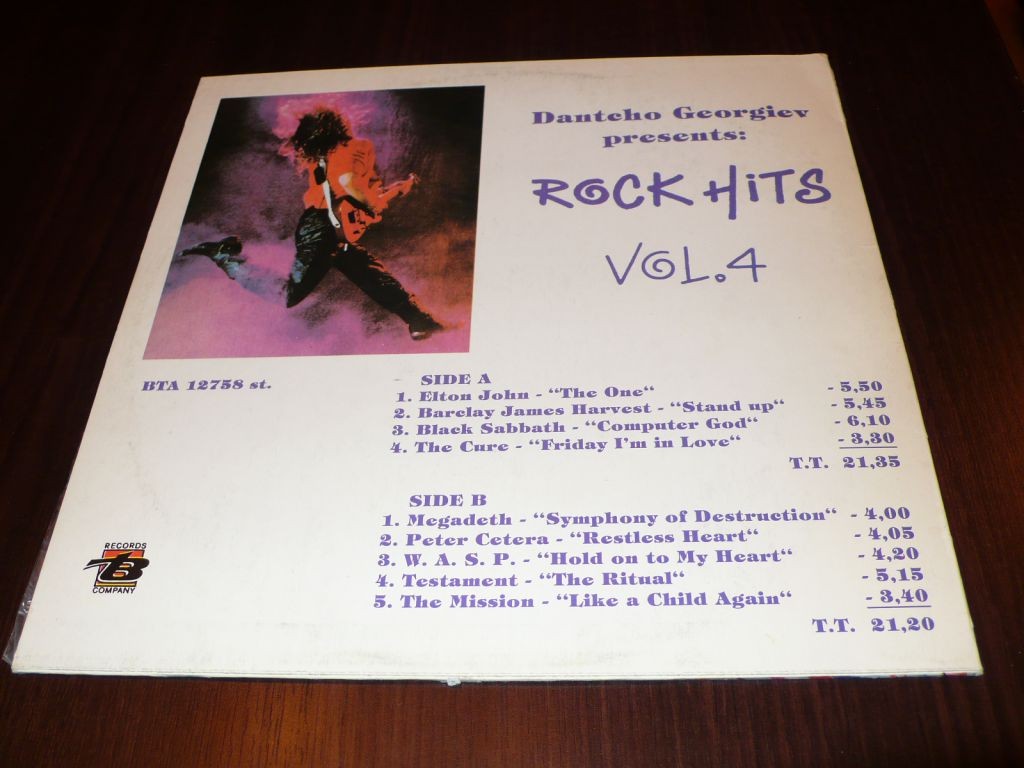 Dantcho Georgiev
presents:
ROCK HiTS
VOL.4
BTA 12758 st.
SIDE A
1. Elton John - “The One“ - 5,50
2. Barclay James Harvest - “Stand up“ - 5,45
3. Black Sabbath - “Computer God“ - 6,10
4. The Cure - “Friday I'm in Love“ - 3,30
T.T. 21,35
SIDE B
1. Megadeth - “Symphony of Destruction“ - 4,00
2. Peter Cetera - “Restless Heart“ - 4,05
3. W. A. S. P. - “Hold on to My Heart“ - 4,20
4. Testament - “The Ritual“ - 5,15
5. The Mission - “Like a Child Again“ - 3,40
T.T. 21,20
RECORDS
TB
COMPANY